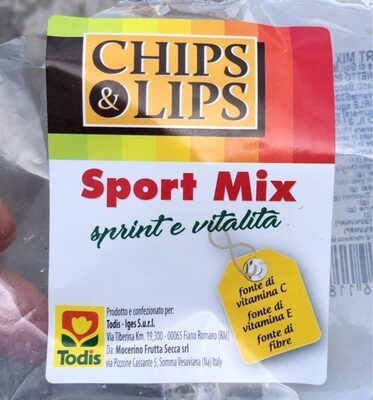 CHIPS
& LIPS
Sport Mix
sprint e vitalità
fonte di
vitamina C
fonte di
vitamina E
fonte di
fibre
Prodotto e confezionato per:
Todis - Iges S.u.r.l.
Via Tiberina Km. 19,300 - 00065 Fiano Romano (RM)
Da: Mocerino Frutta Secca srl
via Pizzone Cassante 5, Somma Vesuviana (Na) Italy
Todis